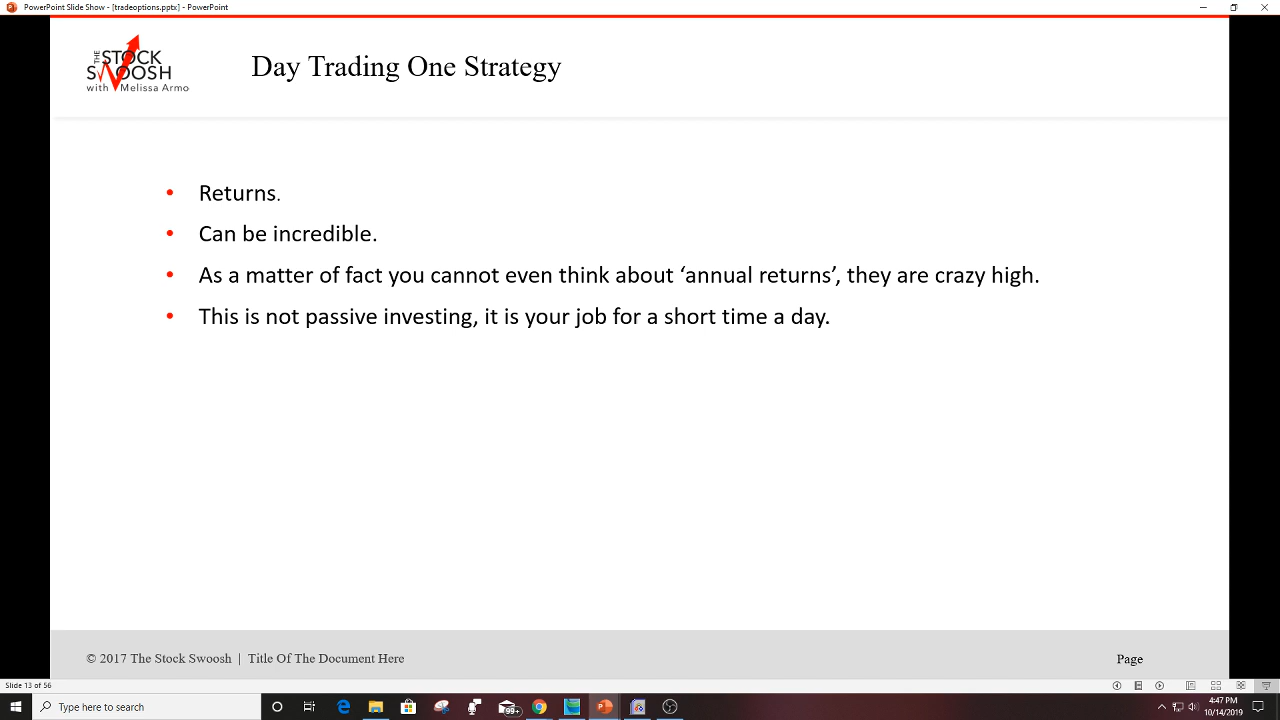 PowerPoint Slide Show - [tradeoptions.pptx] - PowerPoint
THE STOCK
SWOOSH
with Melissa Armo
Day Trading One Strategy
• Returns.
• Can be incredible.
• As a matter of fact you cannot even think about ‘annual returns’, they are crazy high.
• This is not passive investing, it is your job for a short time a day.
© 2017 The Stock Swoosh | Title Of The Document Here
Page
Slide 13 of 56
Type here to search
99+
4:47 PM
10/14/2019